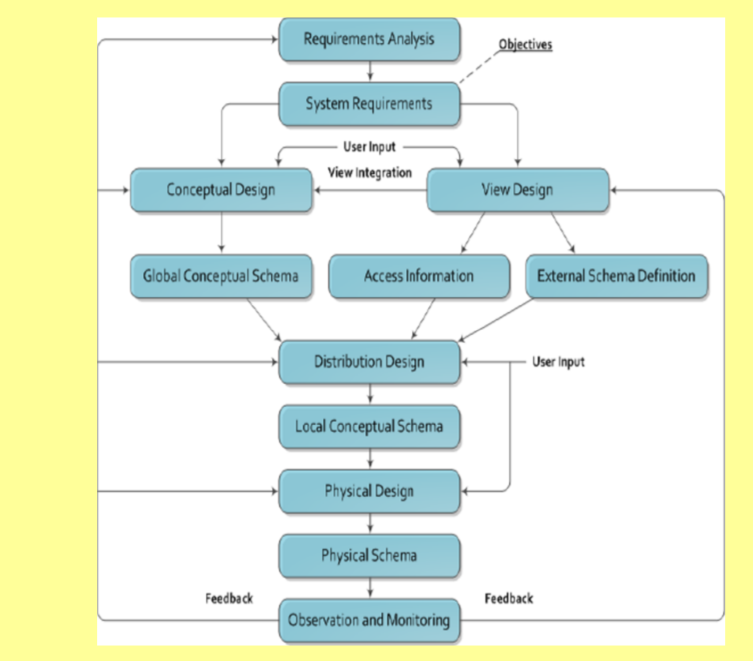 Requirements Analysis
Objectives
System Requirements
User Input
View Integration
Conceptual Design
View Design
Global Conceptual Schema
Access Information
External Schema Definition
Distribution Design
User Input
Local Conceptual Schema
Physical Design
Physical Schema
Feedback
Feedback
Observation and Monitoring